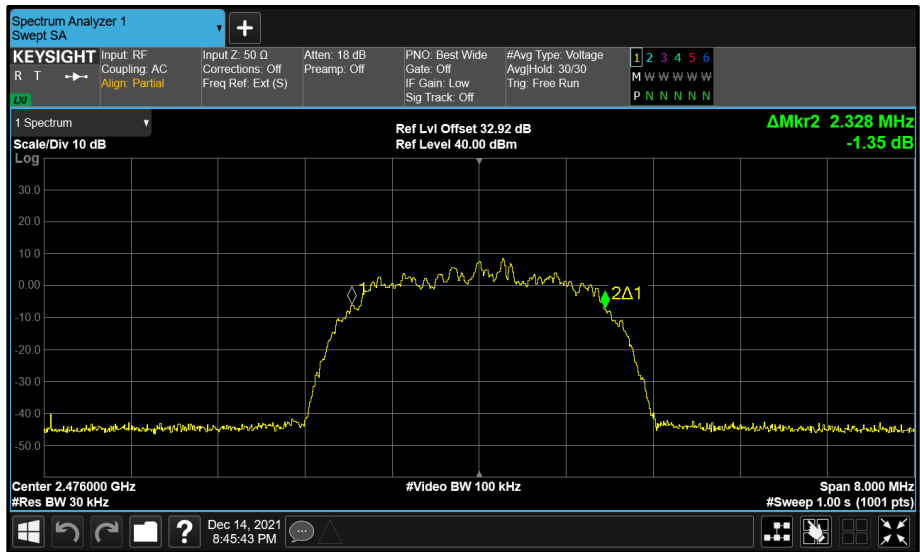 Spectrum Analyzer 1
Swept SA
KEYSIGHT
R T
LXI
Input: RF
Coupling: AC
Align: Partial
Input Z: 50 Ω
Corrections: Off
Freq Ref: Ext (S)
Atten: 18 dB
Preamp: Off
PNO: Best Wide
Gate: Off
IF Gain: Low
Sig Track: Off
#Avg Type: Voltage
Avg|Hold: 30/30
Trig: Free Run
1 2 3 4 5 6
M W W W W W
P N N N N N
1 Spectrum
Scale/Div 10 dB
Ref Lvl Offset 32.92 dB
Ref Level 40.00 dBm
ΔMkr2 2.328 MHz
-1.35 dB
Log
30.0
20.0
10.0
0.00
-10.0
-20.0
-30.0
-40.0
-50.0
1
2Δ1
Center 2.476000 GHz
#Video BW 100 kHz
Span 8.000 MHz
#Res BW 30 kHz
#Sweep 1.00 s (1001 pts)
Dec 14, 2021
8:45:43 PM